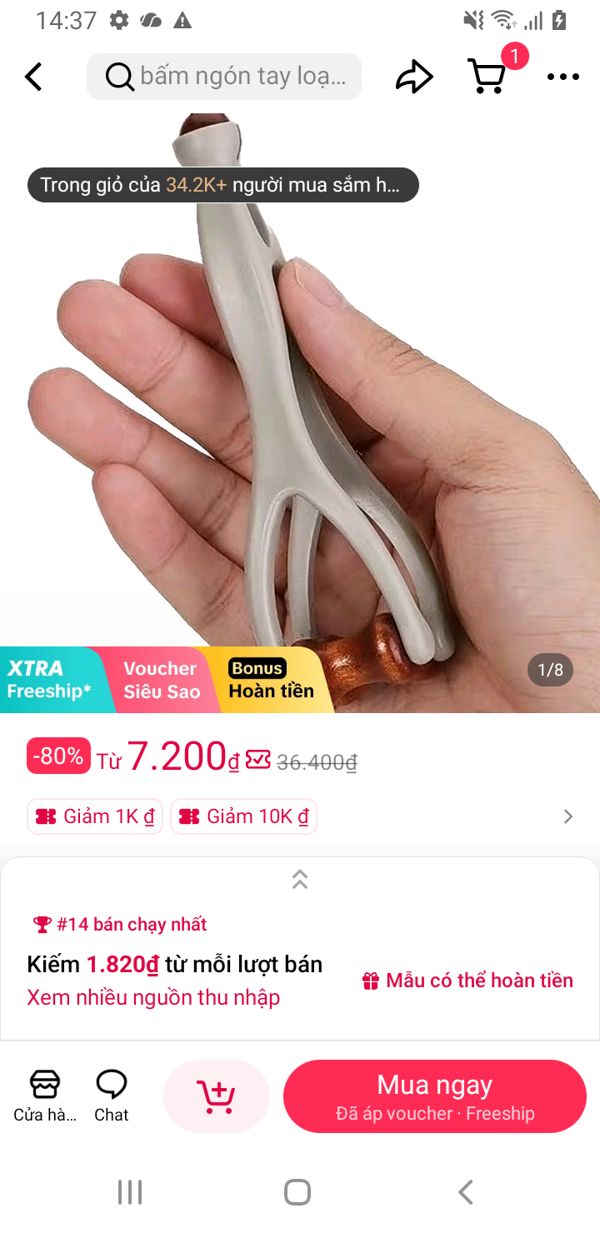 14:37
bấm ngón tay loạ...
1
Trong giỏ của 34.2K+ người mua sắm h...
XTRA
Freeship*
Voucher
Siêu Sao
Bonus
Hoàn tiền
1/8
-80% Từ 7.200₫ 36.400₫
Giảm 1K ₫
Giảm 10K ₫
#14 bán chạy nhất
Kiếm 1.820₫ từ mỗi lượt bán
Xem nhiều nguồn thu nhập
Mẫu có thể hoàn tiền
Cửa hà...
Chat
Mua ngay
Đã áp voucher · Freeship